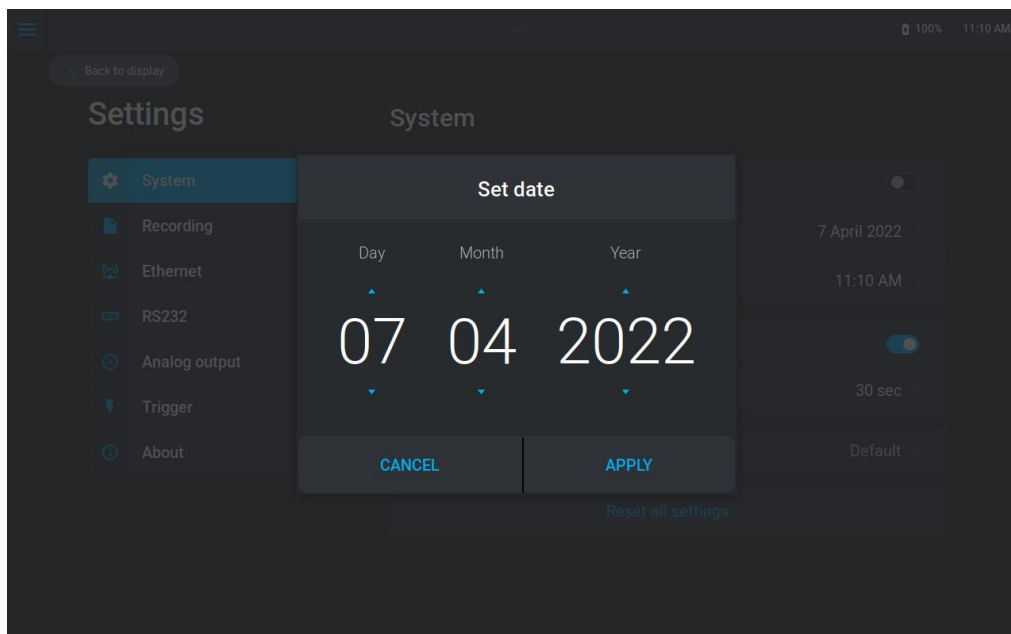 100% 11:10 AM
Back to display
Settings
System
System
Recording
Ethernet
RS232
Analog output
Trigger
About
Set date
Day Month Year
07 04 2022
CANCEL APPLY
7 April 2022
11:10 AM
30 sec
Default
Reset all settings